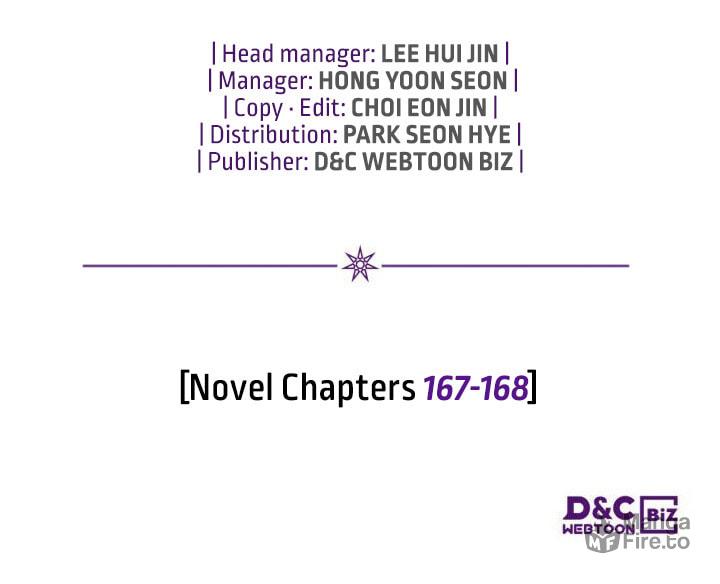 | Head manager: LEE HUI JIN |
| Manager: HONG YOON SEON |
| Copy · Edit: CHOI EON JIN |
| Distribution: PARK SEON HYE |
| Publisher: D&C WEBTOON BIZ |
[Novel Chapters 167-168]
D&C
WEBTOON
BiZ
MF
Manga
Fire.to